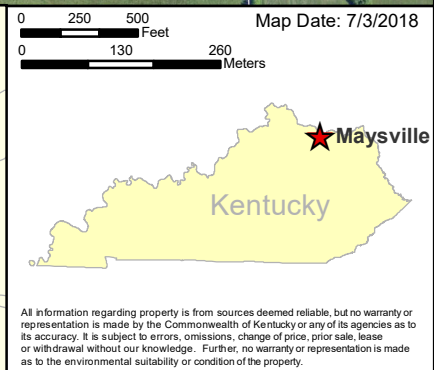 0 250 500 Feet
Map Date: 7/3/2018
0 130 260 Meters
Maysville
Kentucky
All information regarding property is from sources deemed reliable, but no warranty or
representation is made by the Commonwealth of Kentucky or any of its agencies as to
its accuracy. It is subject to errors, omissions, change of price, prior sale, lease
or withdrawal without our knowledge. Further, no warranty or representation is made
as to the environmental suitability or condition of the property.